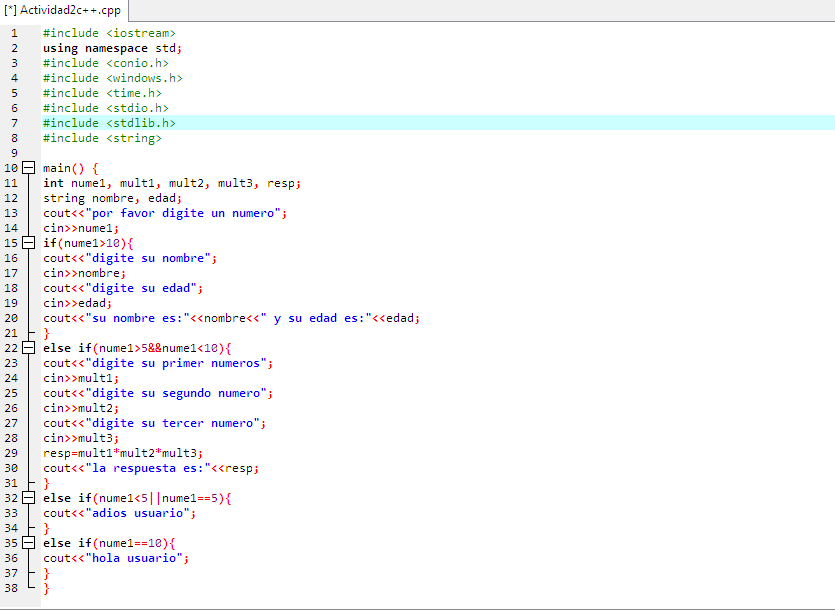 [*] Actividad2c++.cpp
1 #include <iostream>
2 using namespace std;
3 #include <conio.h>
4 #include <windows.h>
5 #include <time.h>
6 #include <stdio.h>
7 #include <stdlib.h>
8 #include <string>
9
10 main() {
11 int nume1, mult1, mult2, mult3, resp;
12 string nombre, edad;
13 cout<<"por favor digite un numero";
14 cin>>nume1;
15 if(nume1>10){
16 cout<<"digite su nombre";
17 cin>>nombre;
18 cout<<"digite su edad";
19 cin>>edad;
20 cout<<"su nombre es:"<<nombre<<" y su edad es:"<<edad;
21 }
22 else if(nume1>5&&nume1<10){
23 cout<<"digite su primer numeros";
24 cin>>mult1;
25 cout<<"digite su segundo numero";
26 cin>>mult2;
27 cout<<"digite su tercer numero";
28 cin>>mult3;
29 resp=mult1*mult2*mult3;
30 cout<<"la respuesta es:"<<resp;
31 }
32 else if(nume1<5||nume1==5){
33 cout<<"adios usuario";
34 }
35 else if(nume1==10){
36 cout<<"hola usuario";
37 }
38 }